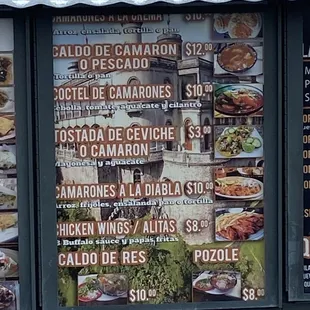 CAMARONES A LA CREMA $10.
Arroz, ensalada, tortilla o pan
CALDO DE CAMARON $12.00
O PESCADO
Tortilla o pan
COCTEL DE CAMARONES $10.00
cebolla, tomate, aguacate y cilantro
TOSTADA DE CEVICHE $3.00
O CAMARON
Mayonesa y aguacate
CAMARONES A LA DIABLA $10.00
Arroz, frijoles, ensalanda pan o tortilla
CHICKEN WINGS / ALITAS $8.00
Buffalo sauce y papas fritas
CALDO DE RES POZOLE
$10.00 $8.00